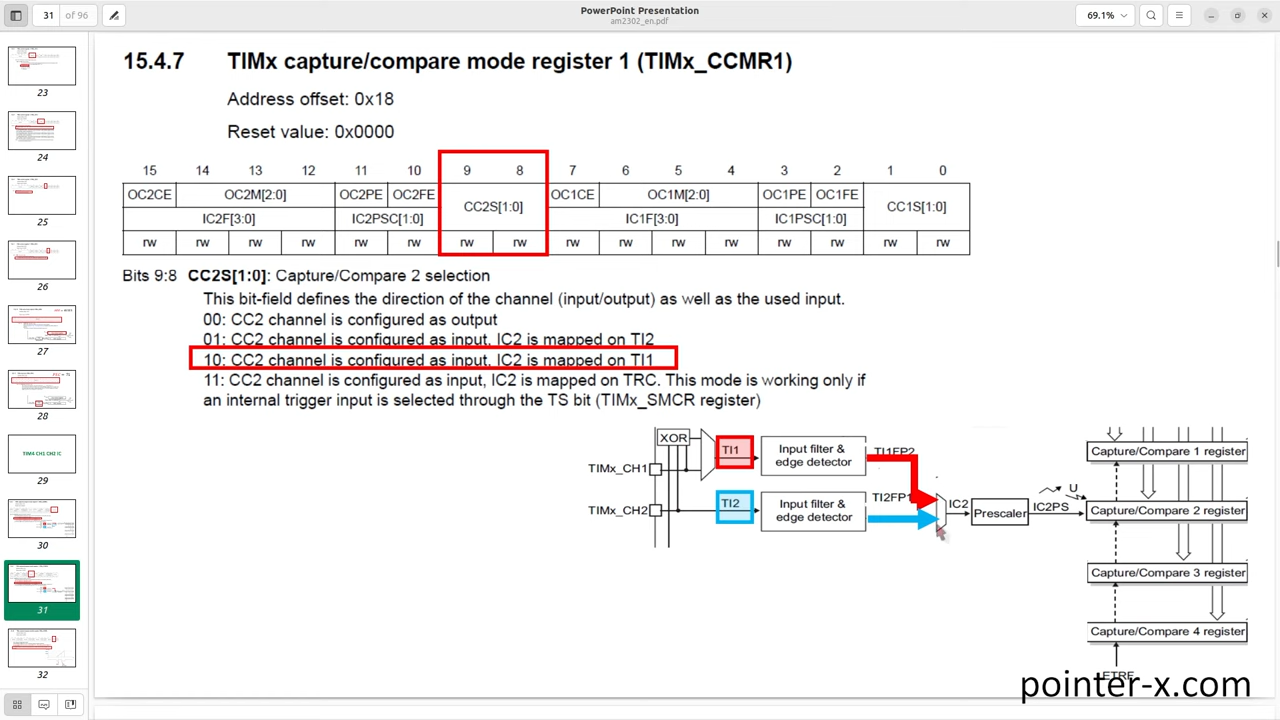 PowerPoint Presentation
am2302_en.pdf
31 of 96
69.1%
23
24
25
26
27
28
TIM4 CH1 CH2 IC
29
30
31
32
15.4.7 TIMx capture/compare mode register 1 (TIMx_CCMR1)
Address offset: 0x18
Reset value: 0x0000
15 14 13 12 11 10 9 8 7 6 5 4 3 2 1 0
OC2CE OC2M[2:0] OC2PE OC2FE CC2S[1:0] OC1CE OC1M[2:0] OC1PE OC1FE CC1S[1:0]
IC2F[3:0] IC2PSC[1:0] IC1F[3:0] IC1PSC[1:0]
rw rw rw rw rw rw rw rw rw rw rw rw rw rw rw rw
Bits 9:8 CC2S[1:0]: Capture/Compare 2 selection
This bit-field defines the direction of the channel (input/output) as well as the used input.
00: CC2 channel is configured as output
01: CC2 channel is configured as input, IC2 is mapped on TI2
10: CC2 channel is configured as input, IC2 is mapped on TI1
11: CC2 channel is configured as input, IC2 is mapped on TRC. This mode is working only if
an internal trigger input is selected through the TS bit (TIMx_SMCR register)
XOR
TI1
Input filter &
edge detector
TI1FP2
TIMx_CH1
TI2
Input filter &
edge detector
TI2FP1
TIMx_CH2
IC2
Prescaler
IC2PS
U
Capture/Compare 1 register
Capture/Compare 2 register
Capture/Compare 3 register
Capture/Compare 4 register
ETRF
pointer-x.com